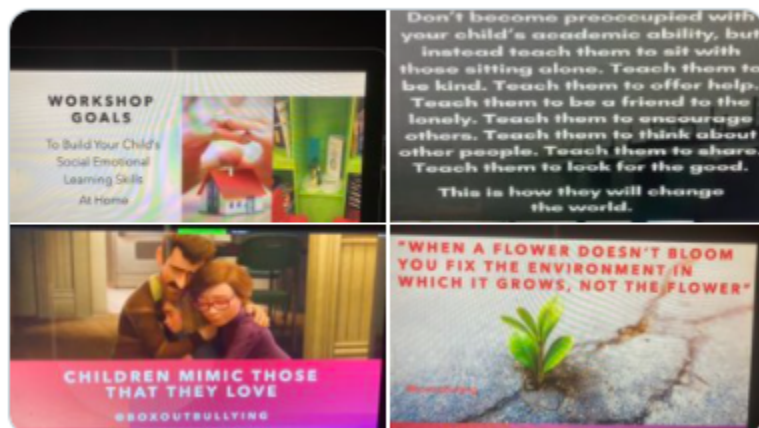 WORKSHOP
GOALS
To Build Your Child's
Social Emotional
Learning Skills
At Home
Don't become preoccupied with
your child's academic ability, but
instead teach them to sit with
those sitting alone. Teach them to
be kind. Teach them to offer help.
Teach them to be a friend to the
lonely. Teach them to encourage
others. Teach them to think about
other people. Teach them to share.
Teach them to look for the good.
This is how they will change
the world.
CHILDREN MIMIC THOSE
THAT THEY LOVE
@BOXOUTBULLYING
"WHEN A FLOWER DOESN'T BLOOM
YOU FIX THE ENVIRONMENT IN
WHICH IT GROWS, NOT THE FLOWER"